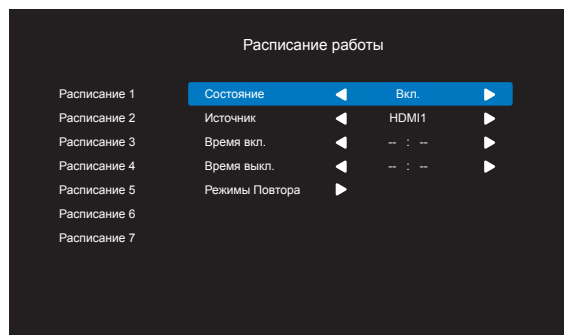 Расписание работы
Расписание 1 Состояние Вкл.
Расписание 2 Источник HDMI1
Расписание 3 Время вкл. -- : --
Расписание 4 Время выкл. -- : --
Расписание 5 Режимы Повтора
Расписание 6
Расписание 7